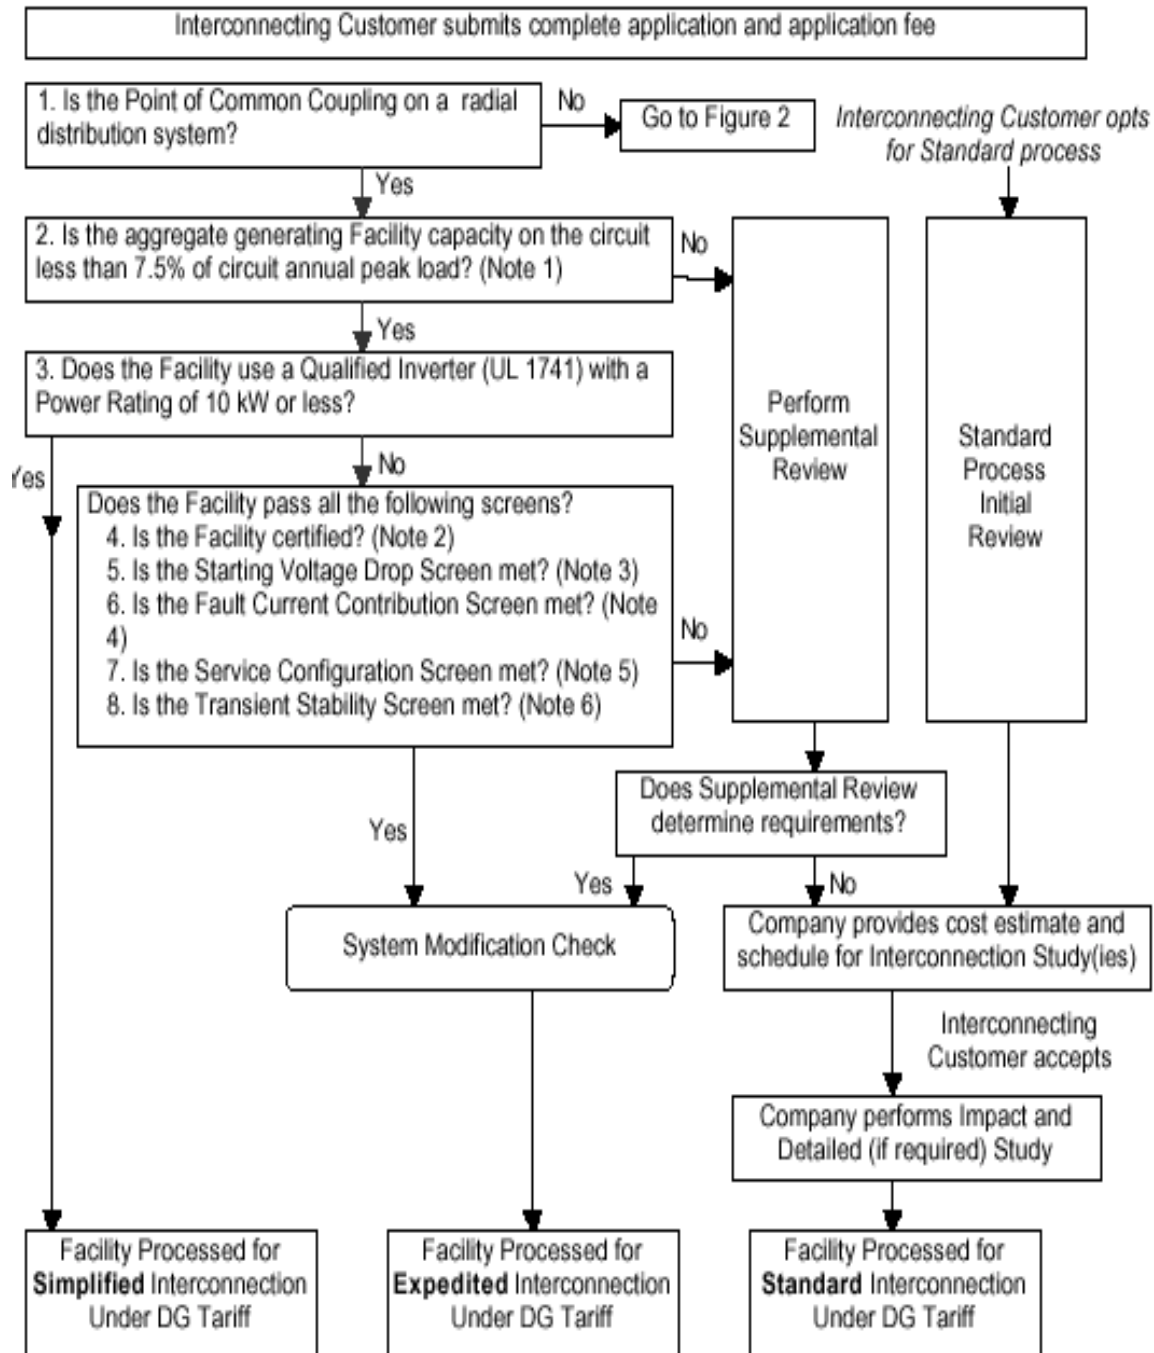 Interconnecting Customer submits complete application and application fee
1. Is the Point of Common Coupling on a radial
distribution system?
No
Go to Figure 2
Interconnecting Customer opts
for Standard process
Yes
2. Is the aggregate generating Facility capacity on the circuit
less than 7.5% of circuit annual peak load? (Note 1)
No
Yes
3. Does the Facility use a Qualified Inverter (UL 1741) with a
Power Rating of 10 kW or less?
Perform
Supplemental
Review
Standard
Process
Initial
Review
Yes
No
Does the Facility pass all the following screens?
4. Is the Facility certified? (Note 2)
5. Is the Starting Voltage Drop Screen met? (Note 3)
6. Is the Fault Current Contribution Screen met? (Note
4)
7. Is the Service Configuration Screen met? (Note 5)
8. Is the Transient Stability Screen met? (Note 6)
No
Does Supplemental Review
determine requirements?
Yes
Yes
No
System Modification Check
Company provides cost estimate and
schedule for Interconnection Study(ies)
Interconnecting
Customer accepts
Company performs Impact and
Detailed (if required) Study
Facility Processed for
Simplified Interconnection
Under DG Tariff
Facility Processed for
Expedited Interconnection
Under DG Tariff
Facility Processed for
Standard Interconnection
Under DG Tariff